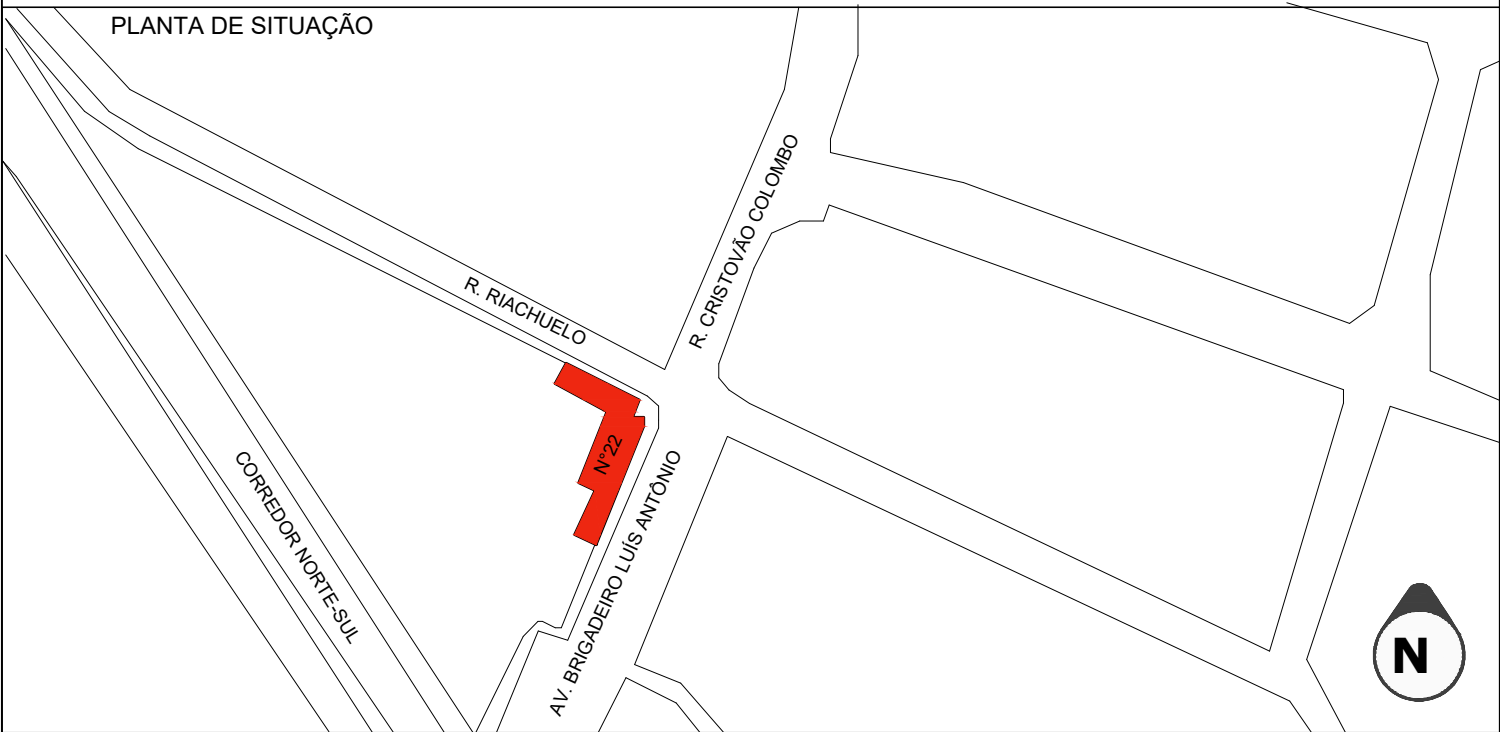 PLANTA DE SITUAÇÃO
R. CRISTOVÃO COLOMBO
R. RIACHUELO
N°22
CORREDOR NORTE-SUL
AV. BRIGADEIRO LUÍS ANTÔNIO
N